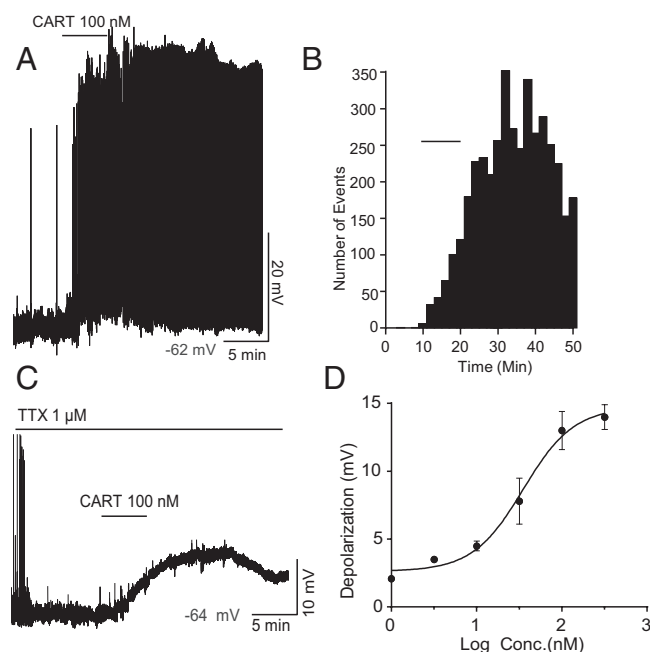 CART 100 nM
A
20 mV
-62 mV
5 min
B
350
300
250
200
150
100
50
0
Number of Events
0 10 20 30 40 50
Time (Min)
C
TTX 1 µM
CART 100 nM
10 mV
-64 mV
5 min
D
15
10
5
0
Depolarization (mV)
0 1 2 3
Log Conc.(nM)